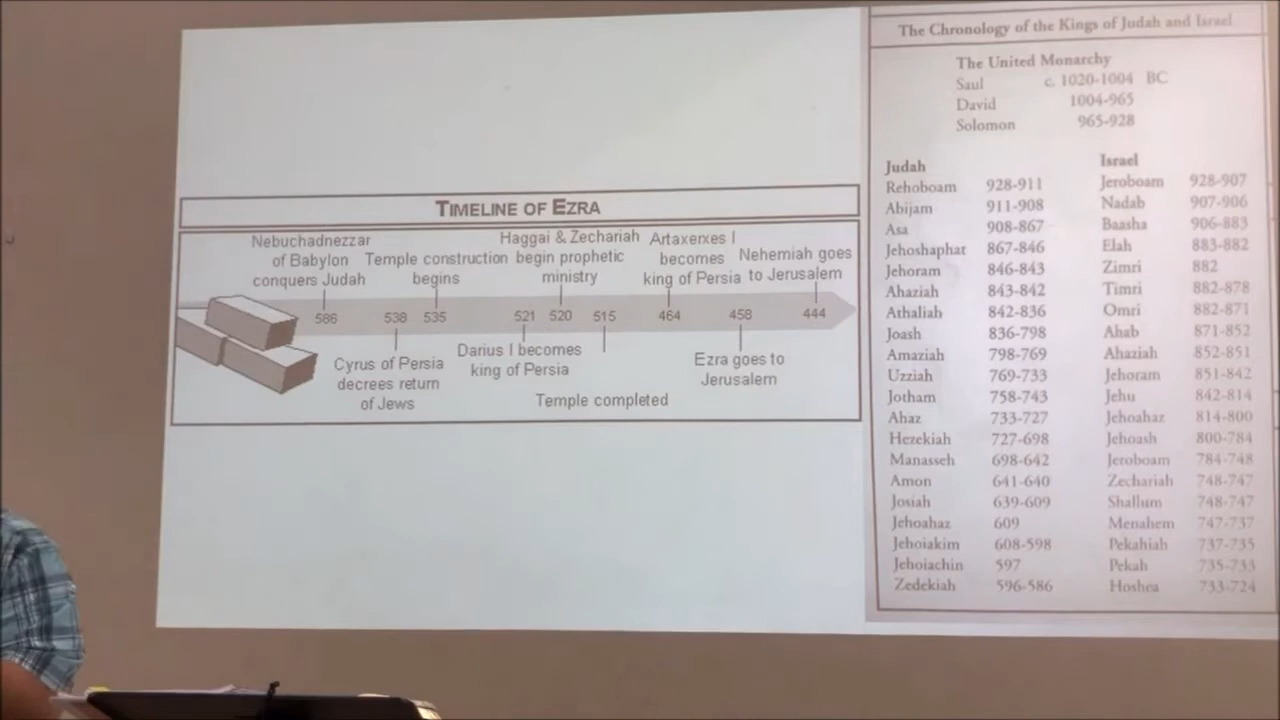 TIMELINE OF EZRA
Nebuchadnezzar
of Babylon
conquers Judah
Temple construction
begins
Haggai & Zechariah
begin prophetic
ministry
Artaxerxes I
becomes
king of Persia
Nehemiah goes
to Jerusalem
586 538 535 521 520 515 464 458 444
Cyrus of Persia
decrees return
of Jews
Darius I becomes
king of Persia
Temple completed
Ezra goes to
Jerusalem
The Chronology of the Kings of Judah and Israel
The United Monarchy
Saul c. 1020-1004 BC
David 1004-965
Solomon 965-928
Judah Israel
Rehoboam 928-911 Jeroboam 928-907
Abijam 911-908 Nadab 907-906
Asa 908-867 Baasha 906-883
Jehoshaphat 867-846 Elah 883-882
Jehoram 846-843 Zimri 882
Ahaziah 843-842 Timri 882-878
Athaliah 842-836 Omri 882-871
Joash 836-798 Ahab 871-852
Amaziah 798-769 Ahaziah 852-851
Uzziah 769-733 Jehoram 851-842
Jotham 758-743 Jehu 842-814
Ahaz 733-727 Jehoahaz 814-800
Hezekiah 727-698 Jehoash 800-784
Manasseh 698-642 Jeroboam 784-748
Amon 641-640 Zechariah 748-747
Josiah 639-609 Shallum 748-747
Jehoahaz 609 Menahem 747-737
Jehoiakim 608-598 Pekahiah 737-735
Jehoiachin 597 Pekah 735-733
Zedekiah 596-586 Hoshea 733-724